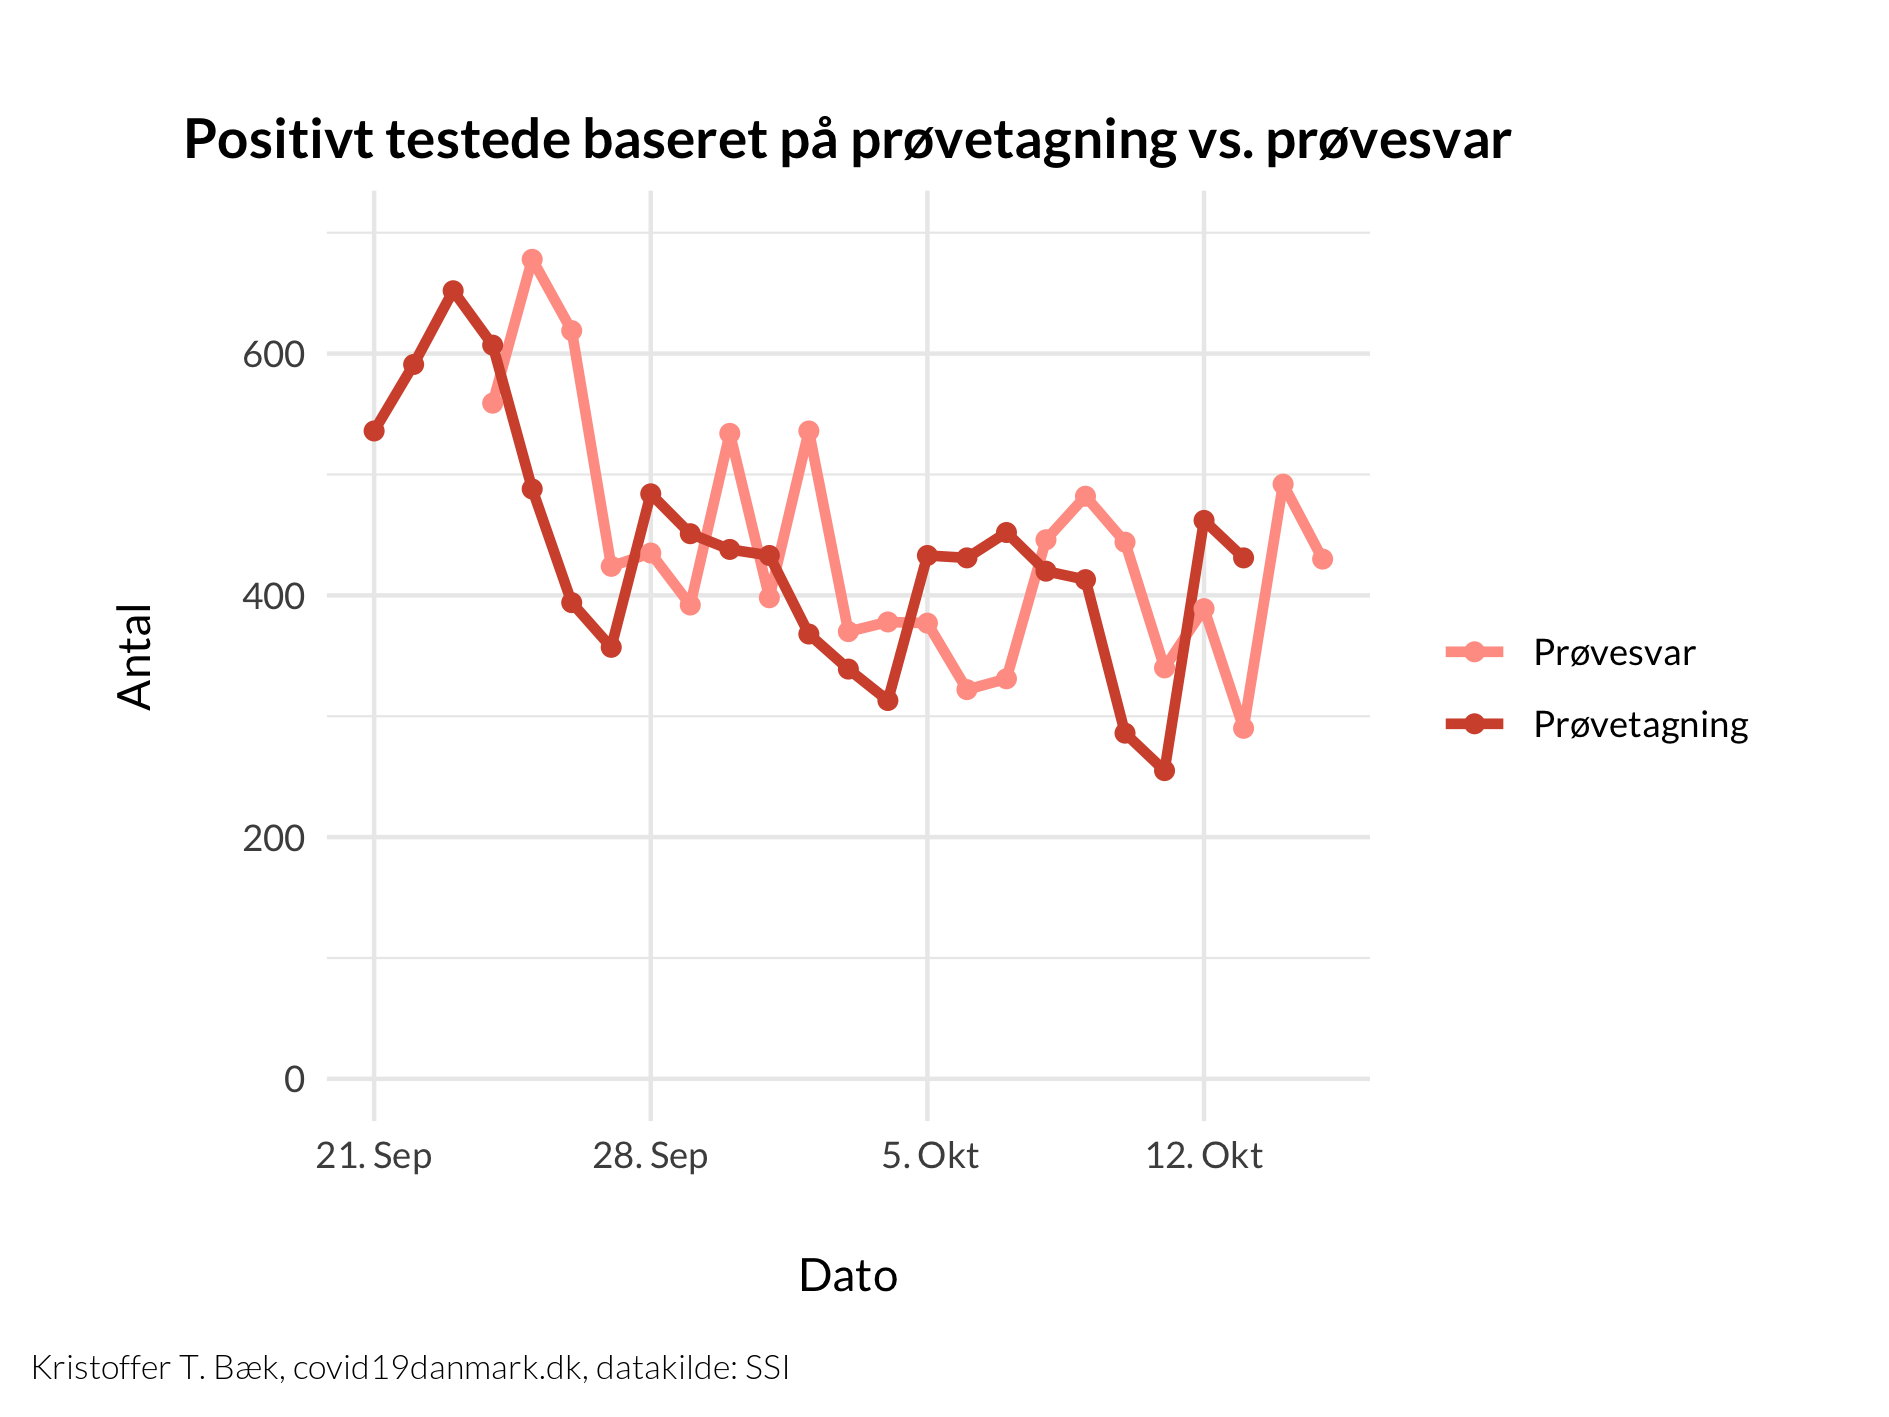 Positivt testede baseret på prøvetagning vs. prøvesvar
Antal
600
400
200
0
21. Sep
28. Sep
5. Okt
12. Okt
Dato
Prøvesvar
Prøvetagning
Kristoffer T. Bæk, covid19danmark.dk, datakilde: SSI